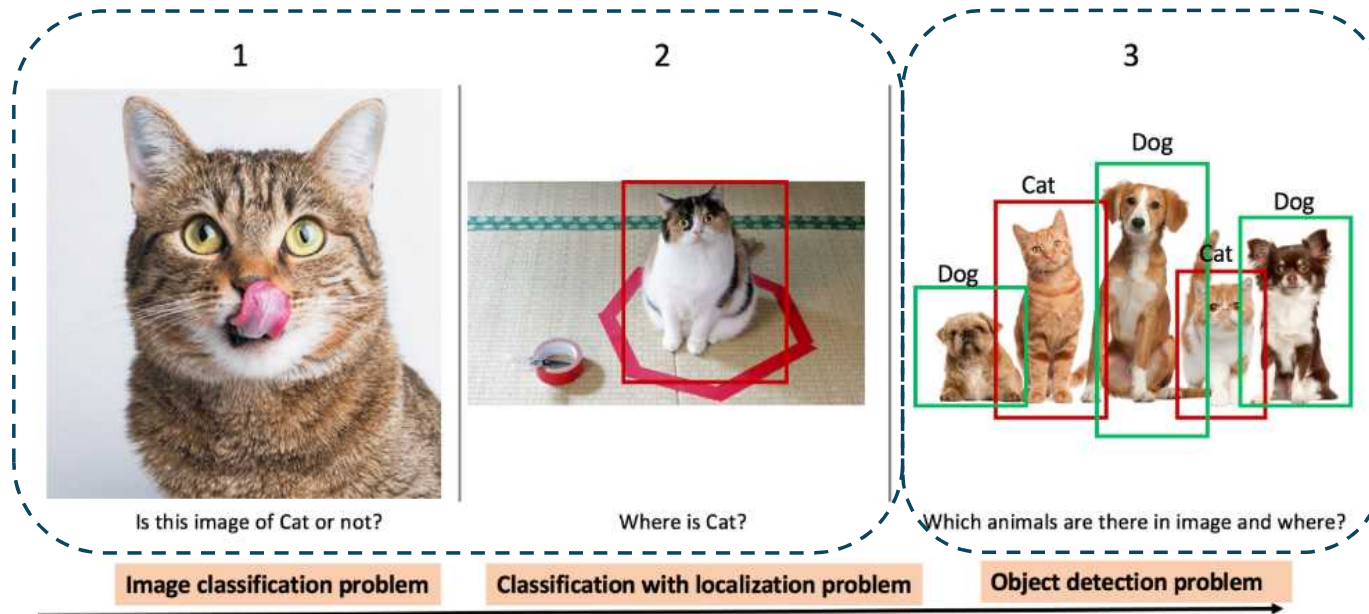 1
2
3
Dog
Cat
Dog
Cat
Dog
Is this image of Cat or not?
Where is Cat?
Which animals are there in image and where?
Image classification problem
Classification with localization problem
Object detection problem